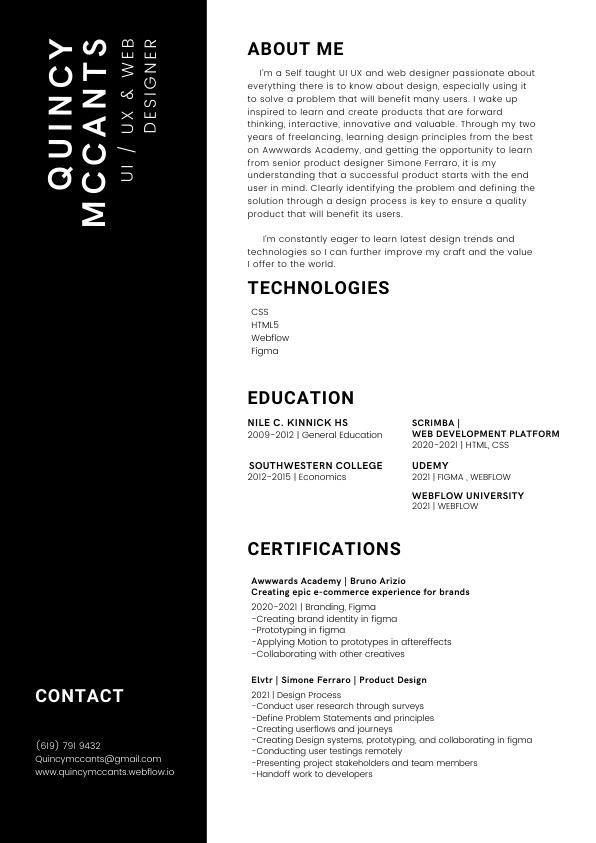 QUINCY
MCCANTS
UI / UX & WEB
DESIGNER
ABOUT ME
I'm a Self taught UI UX and web designer passionate about
everything there is to know about design, especially using it
to solve a problem that will benefit many users. I wake up
inspired to learn and create products that are forward
thinking, interactive, innovative and valuable. Through my two
years of freelancing, learning design principles from the best
on Awwwards Academy, and getting the opportunity to learn
from senior product designer Simone Ferraro, it is my
understanding that a successful product starts with the end
user in mind. Clearly identifying the problem and defining the
solution through a design process is key to ensure a quality
product that will benefit its users.
I'm constantly eager to learn latest design trends and
technologies so I can further improve my craft and the value
I offer to the world.
TECHNOLOGIES
CSS
HTML5
Webflow
Figma
EDUCATION
NILE C. KINNICK HS
2009-2012 | General Education
SOUTHWESTERN COLLEGE
2012-2015 | Economics
SCRIMBA |
WEB DEVELOPMENT PLATFORM
2020-2021 | HTML, CSS
UDEMY
2021 | FIGMA , WEBFLOW
WEBFLOW UNIVERSITY
2021 | WEBFLOW
CERTIFICATIONS
Awwwards Academy | Bruno Arizio
Creating epic e-commerce experience for brands
2020-2021 | Branding, Figma
-Creating brand identity in figma
-Prototyping in figma
-Applying Motion to prototypes in aftereffects
-Collaborating with other creatives
Elvtr | Simone Ferraro | Product Design
2021 | Design Process
-Conduct user research through surveys
-Define Problem Statements and principles
-Creating userflows and journeys
-Creating Design systems, prototyping, and collaborating in figma
-Conducting user testings remotely
-Presenting project stakeholders and team members
-Handoff work to developers
CONTACT
(619) 791 9432
Quincymccants@gmail.com
www.quincymccants.webflow.io